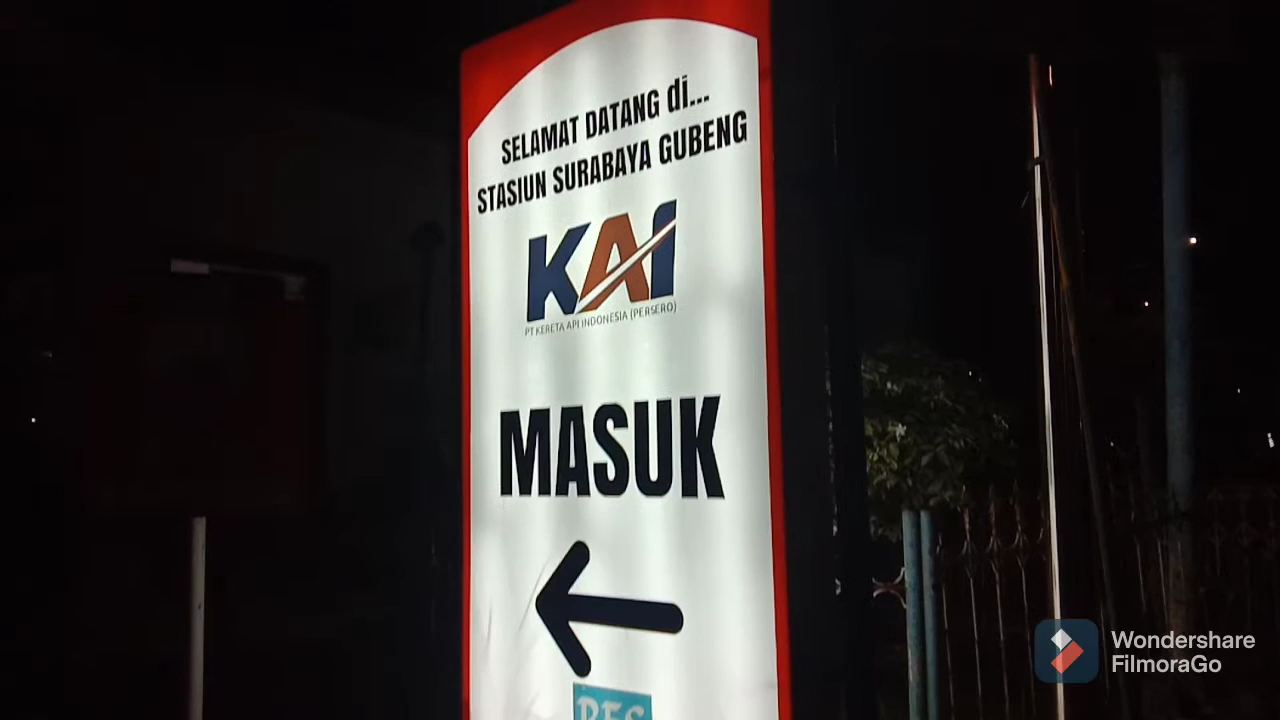 SELAMAT DATANG di...
STASIUN SURABAYA GUBENG
KAI
PT KERETA API INDONESIA (PERSERO)
MASUK
Wondershare
FilmoraGo